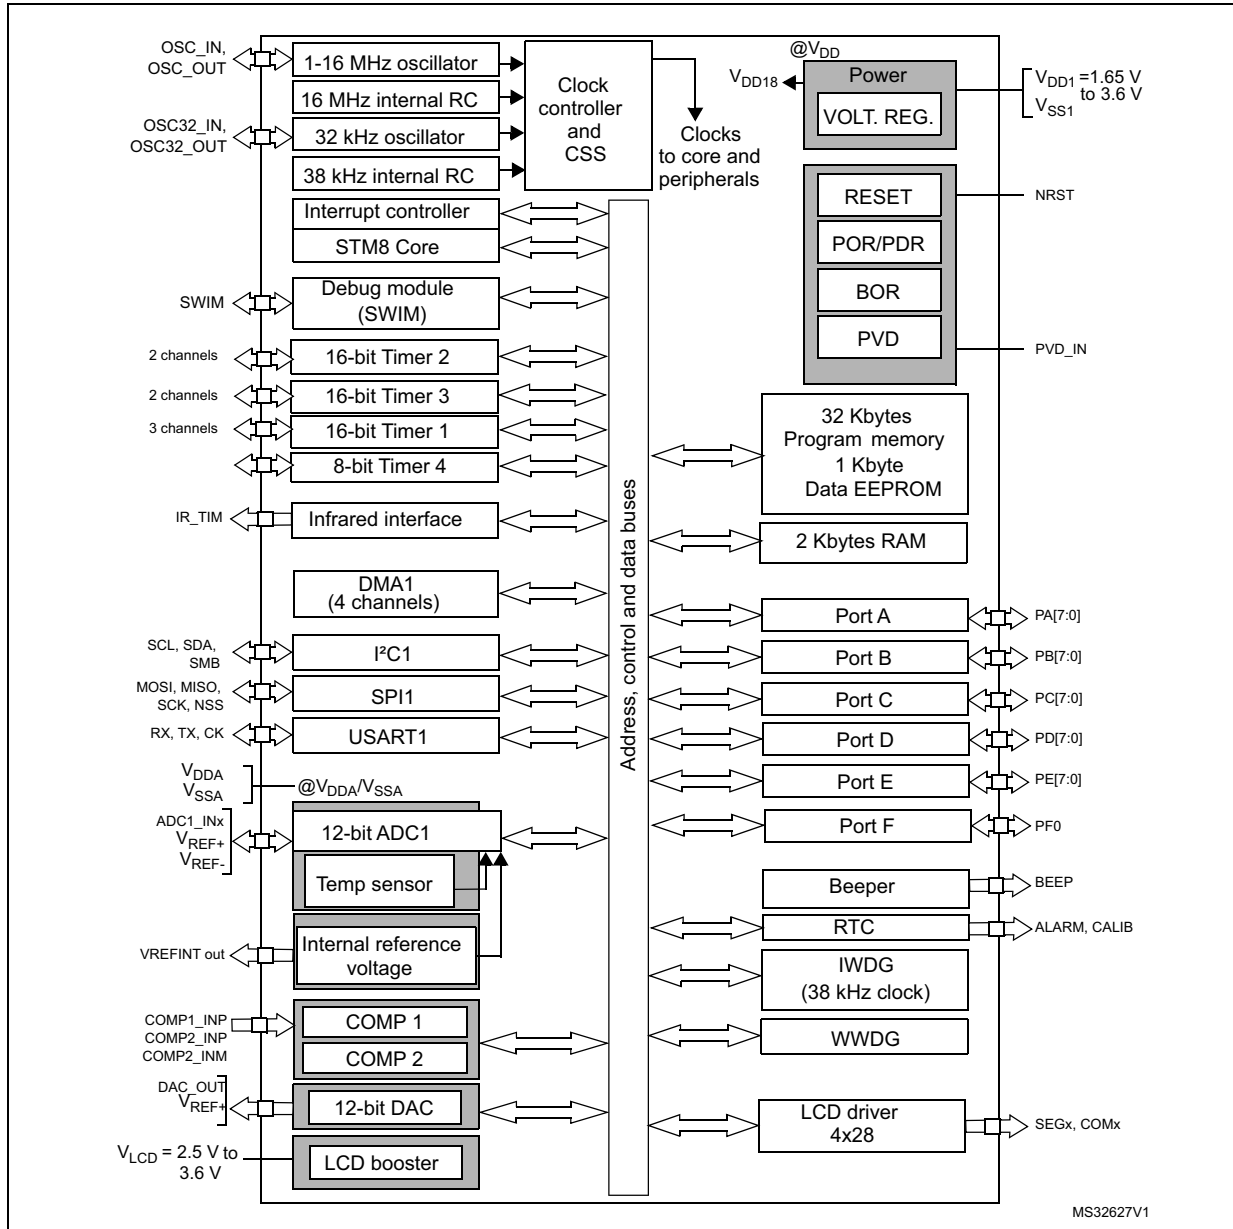 OSC_IN,
OSC_OUT
1-16 MHz oscillator
16 MHz internal RC
OSC32_IN,
OSC32_OUT
32 kHz oscillator
38 kHz internal RC
Clock
controller
and
CSS
Clocks
to core and
peripherals
@VDD
VDD18
Power
VOLT. REG.
VDD1 =1.65 V
to 3.6 V
VSS1
RESET
NRST
POR/PDR
BOR
PVD
PVD_IN
Interrupt controller
STM8 Core
SWIM
Debug module
(SWIM)
2 channels
16-bit Timer 2
2 channels
16-bit Timer 3
3 channels
16-bit Timer 1
8-bit Timer 4
IR_TIM
Infrared interface
DMA1
(4 channels)
SCL, SDA,
SMB
I²C1
MOSI, MISO,
SCK, NSS
SPI1
RX, TX, CK
USART1
VDDA
VSSA
@VDDA/VSSA
ADC1_INx
VREF+
VREF-
12-bit ADC1
Temp sensor
VREFINT out
Internal reference
voltage
COMP1_INP
COMP2_INP
COMP2_INM
COMP 1
COMP 2
DAC_OUT
VREF+
12-bit DAC
VLCD = 2.5 V to
3.6 V
LCD booster
Address, control and data buses
32 Kbytes
Program memory
1 Kbyte
Data EEPROM
2 Kbytes RAM
Port A
PA[7:0]
Port B
PB[7:0]
Port C
PC[7:0]
Port D
PD[7:0]
Port E
PE[7:0]
Port F
PF0
Beeper
BEEP
RTC
ALARM, CALIB
IWDG
(38 kHz clock)
WWDG
LCD driver
4x28
SEGx, COMx
MS32627V1